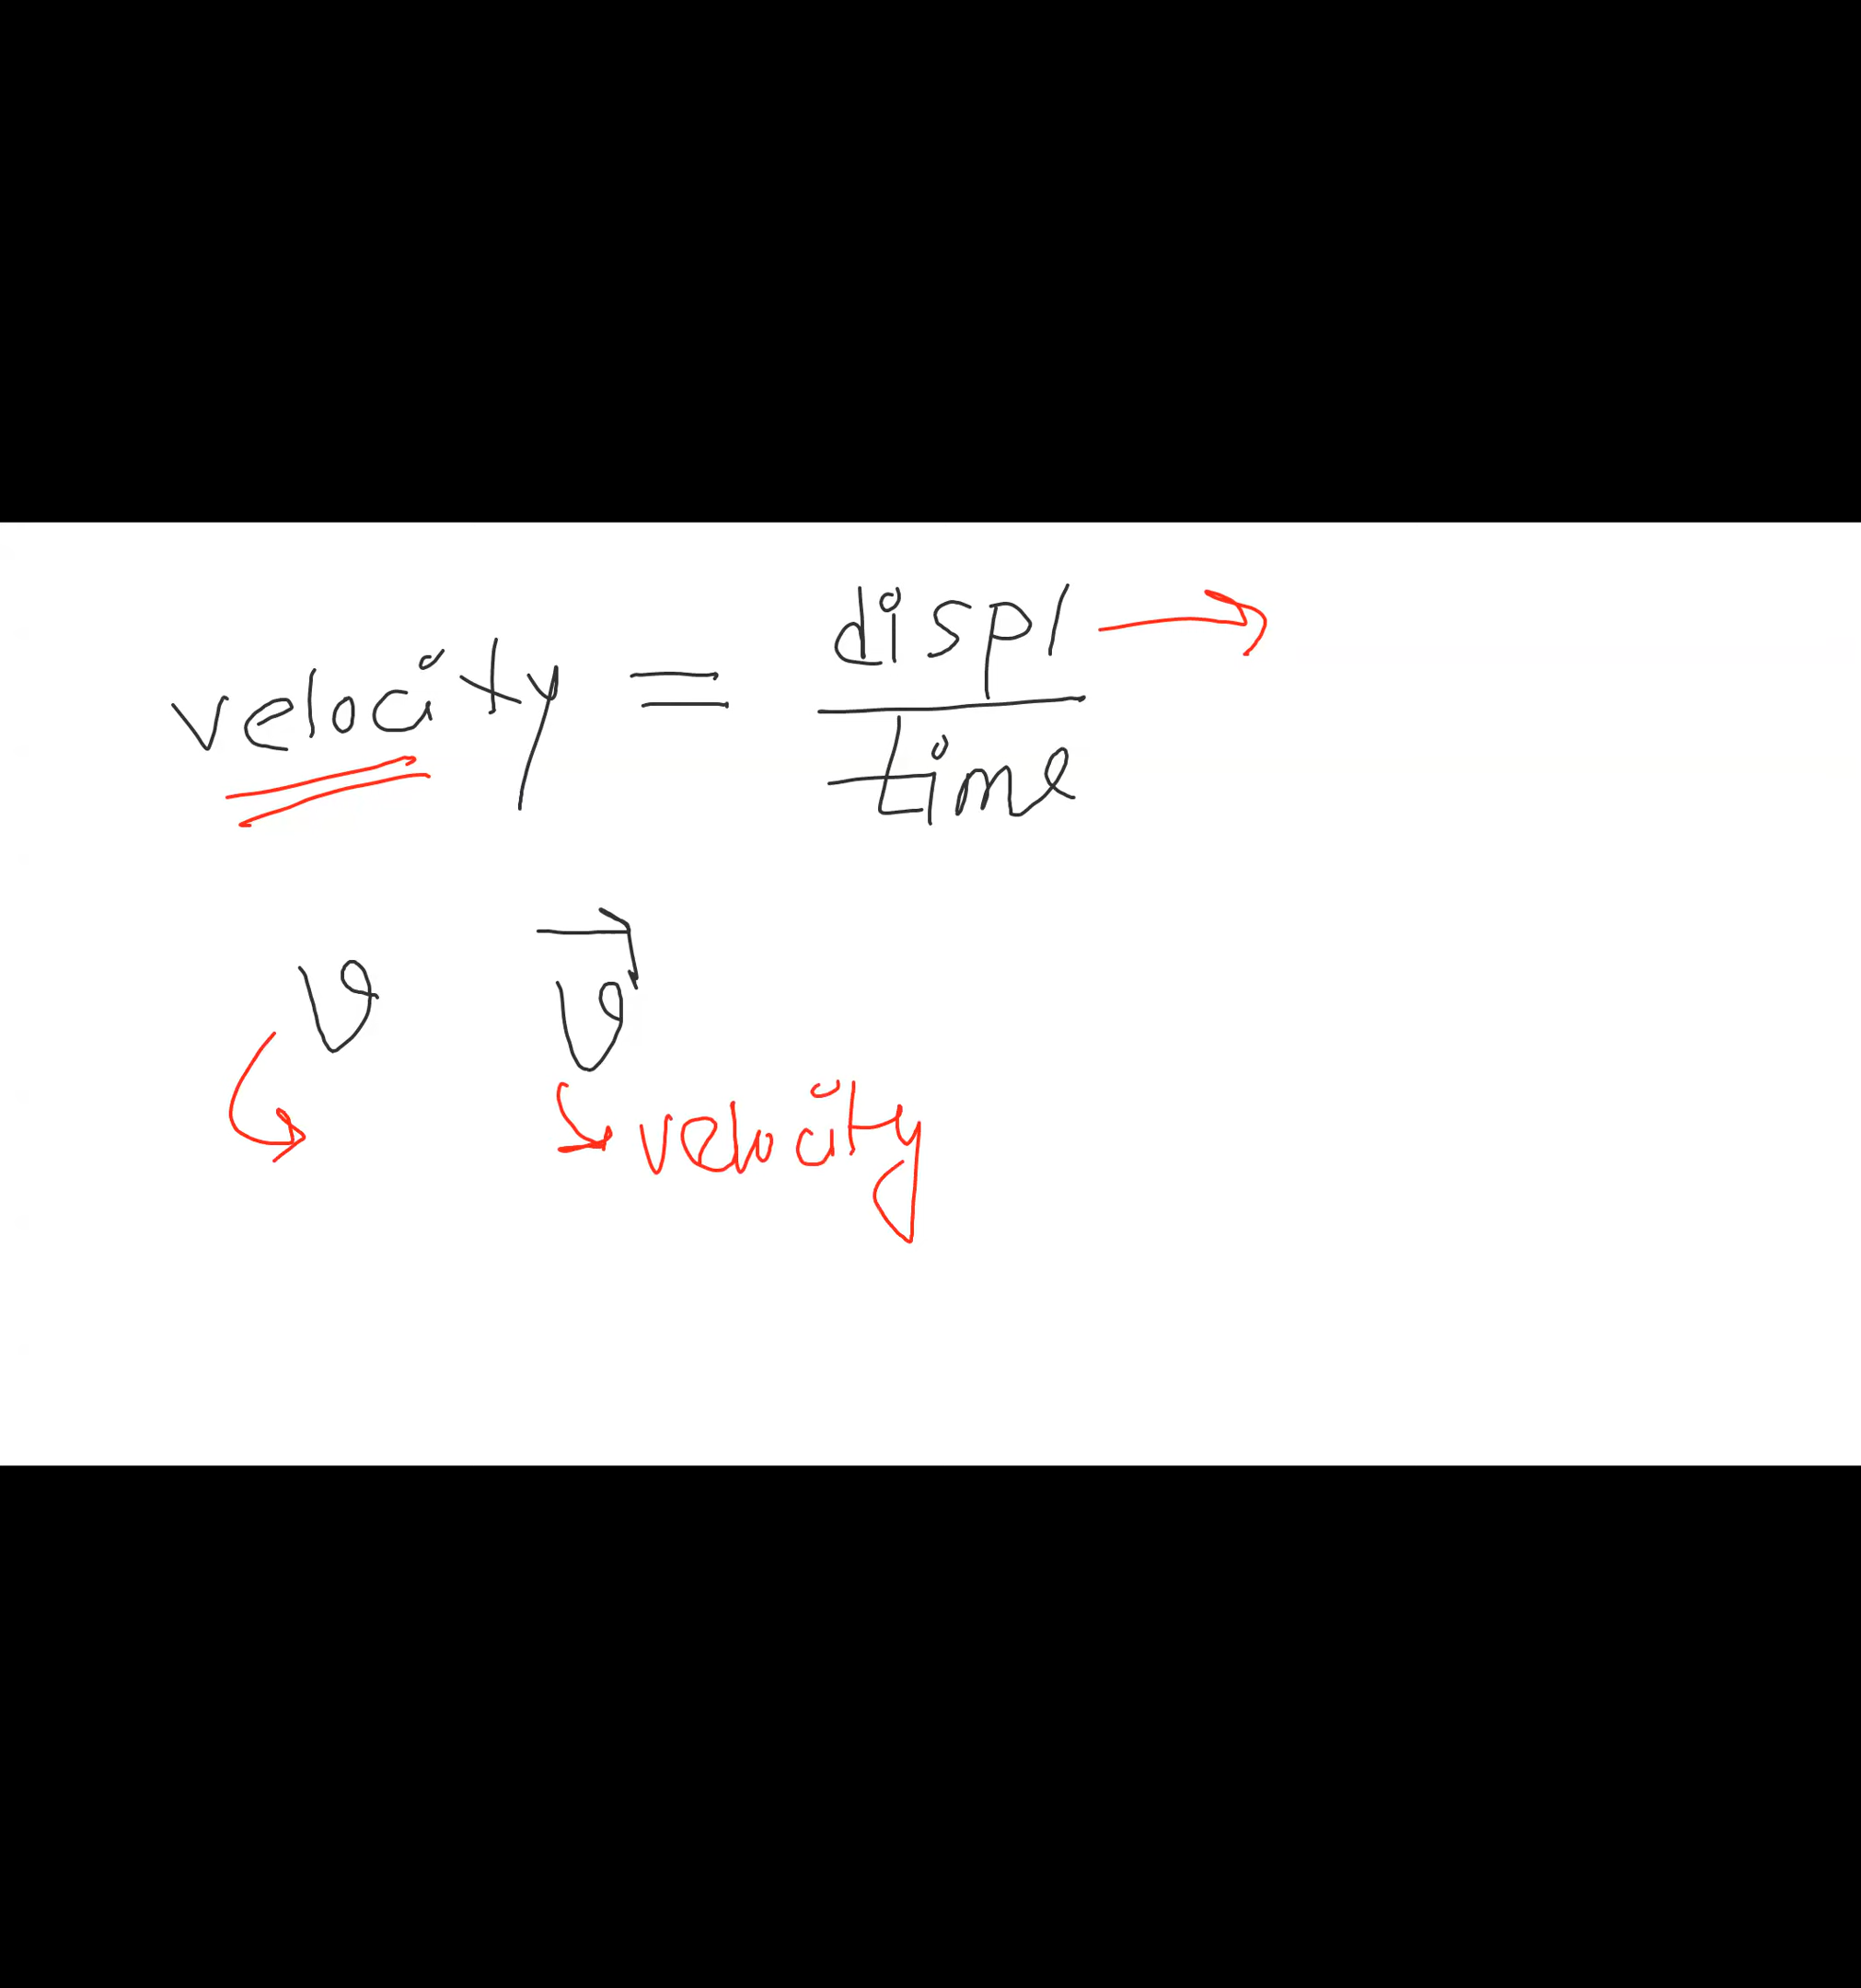 velocity = displ →
time
v v⃗
velocity